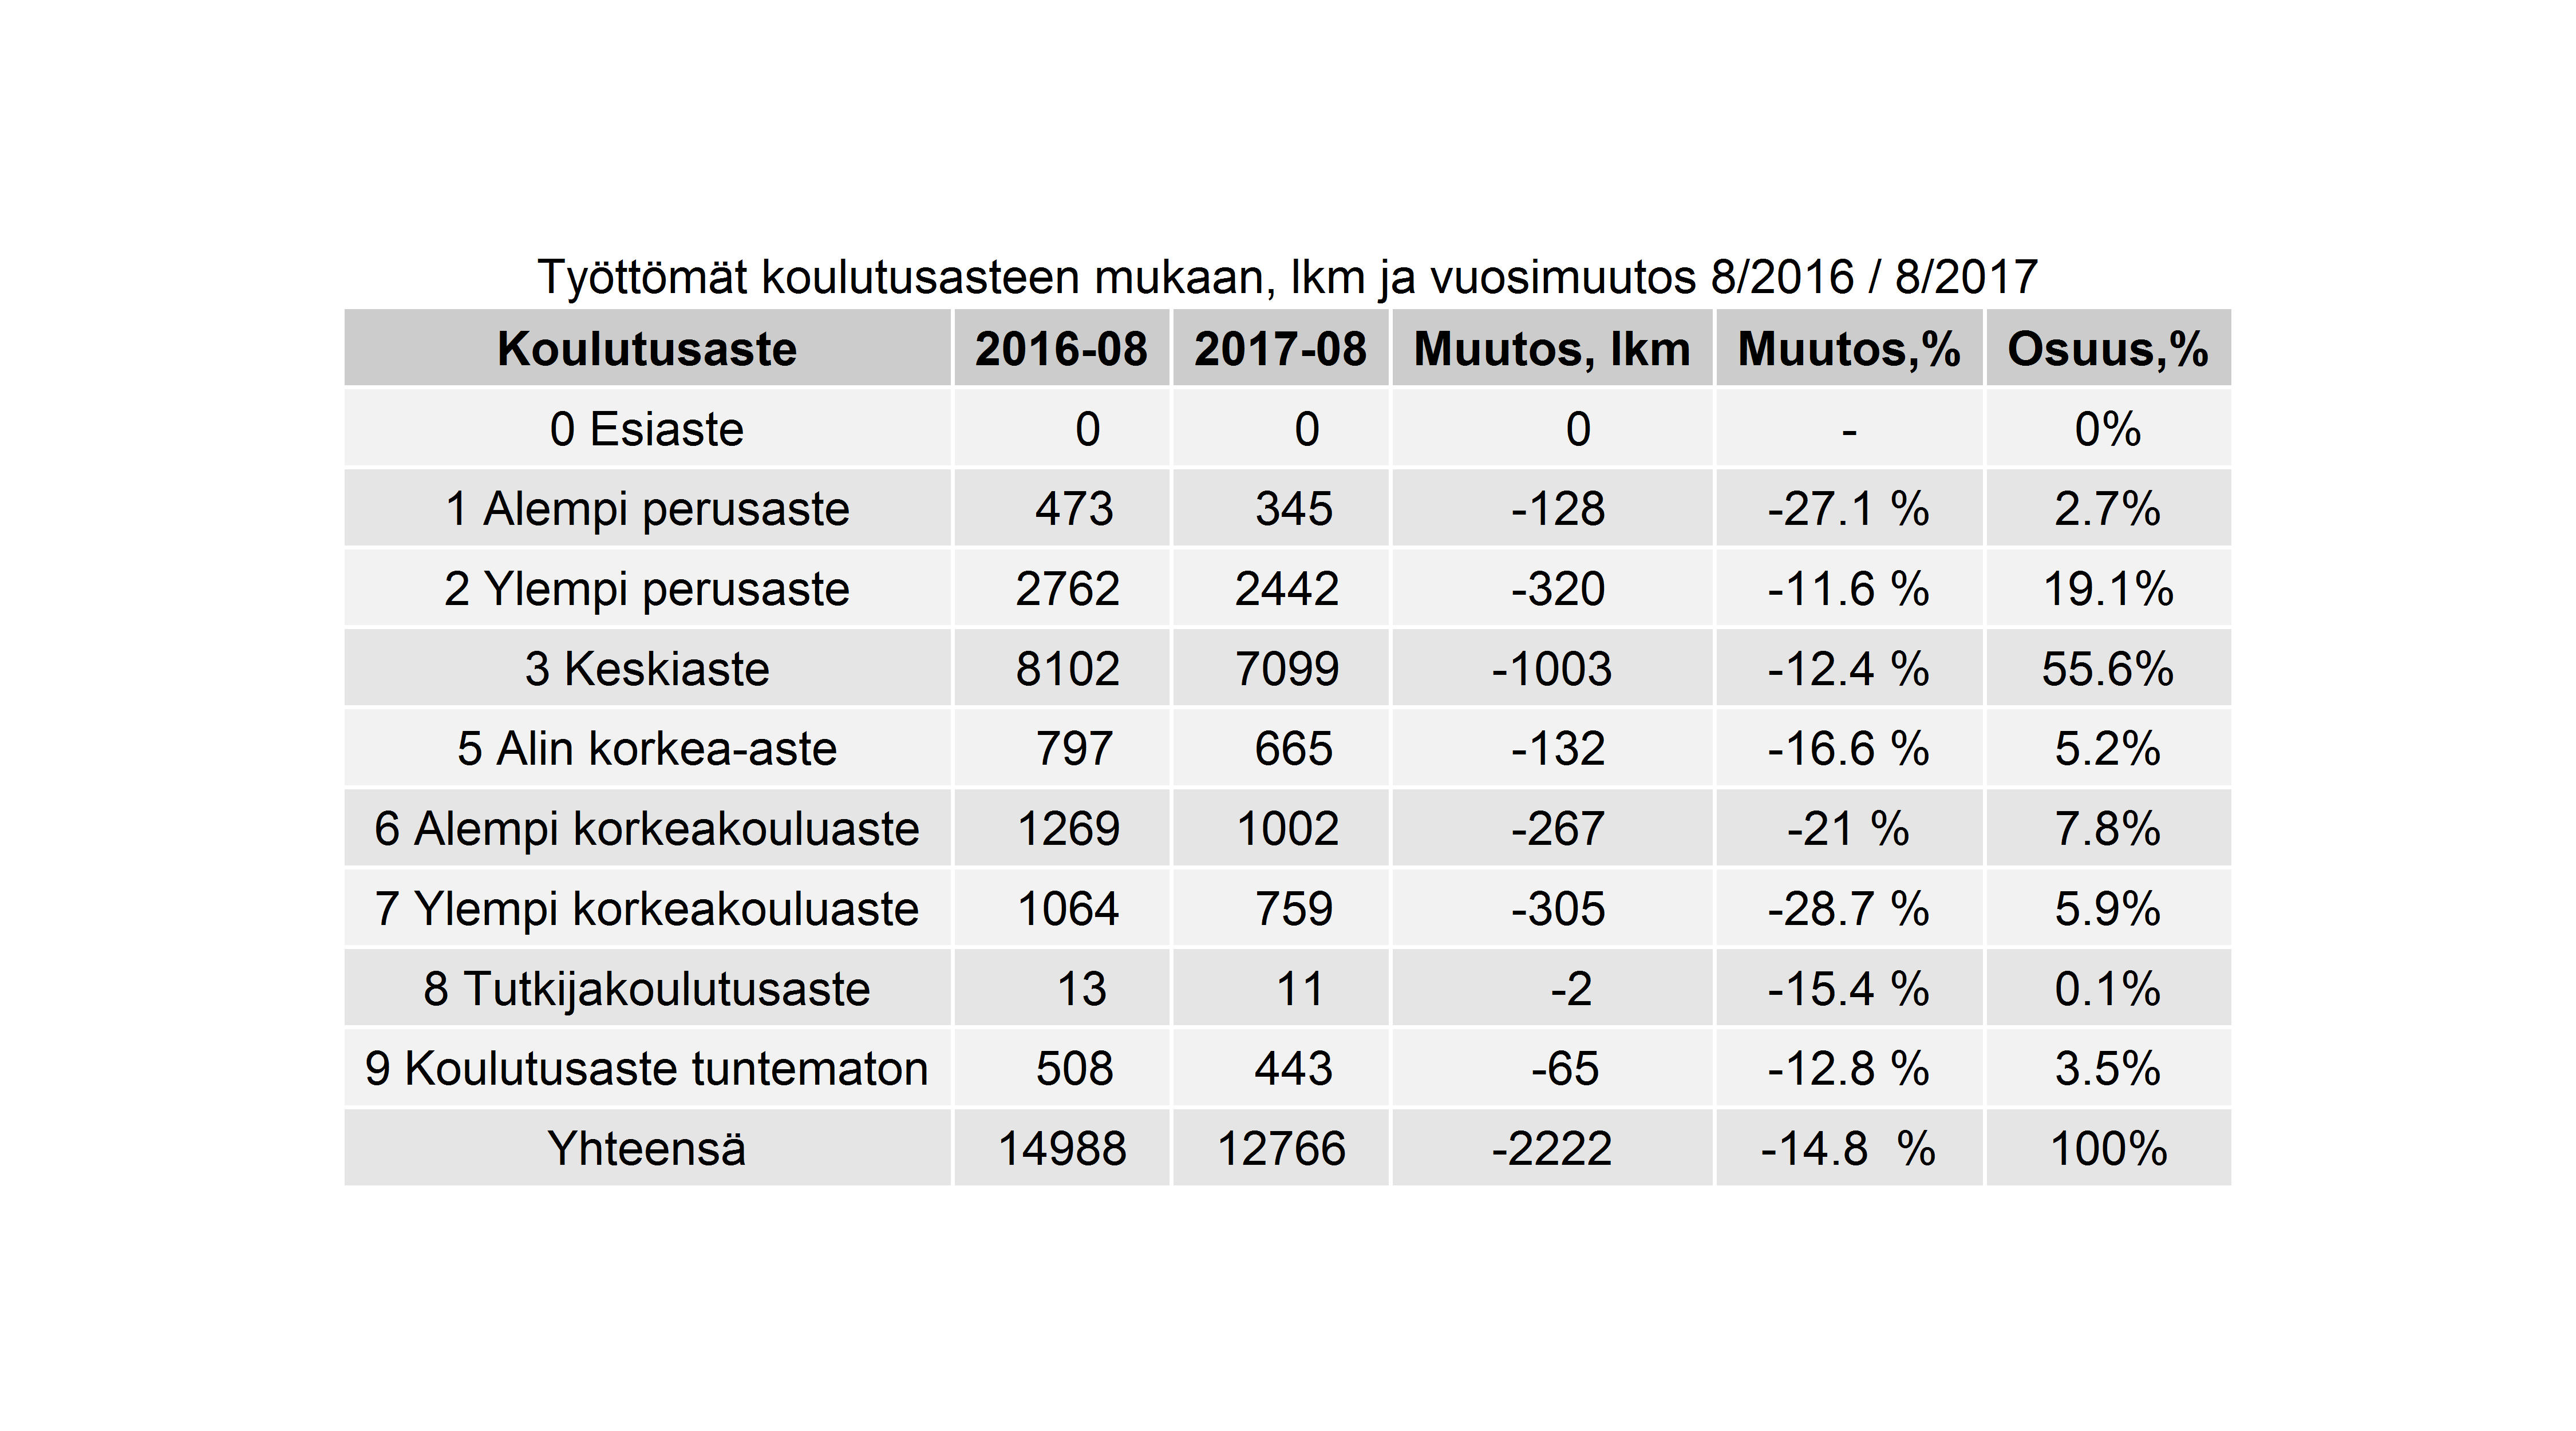 Työttömät koulutusasteen mukaan, lkm ja vuosimuutos 8/2016 / 8/2017
Koulutusaste 2016-08 2017-08 Muutos, lkm Muutos,% Osuus,%
0 Esiaste 0 0 0 - 0%
1 Alempi perusaste 473 345 -128 -27.1 % 2.7%
2 Ylempi perusaste 2762 2442 -320 -11.6 % 19.1%
3 Keskiaste 8102 7099 -1003 -12.4 % 55.6%
5 Alin korkea-aste 797 665 -132 -16.6 % 5.2%
6 Alempi korkeakouluaste 1269 1002 -267 -21 % 7.8%
7 Ylempi korkeakouluaste 1064 759 -305 -28.7 % 5.9%
8 Tutkijakoulutusaste 13 11 -2 -15.4 % 0.1%
9 Koulutusaste tuntematon 508 443 -65 -12.8 % 3.5%
Yhteensä 14988 12766 -2222 -14.8 % 100%